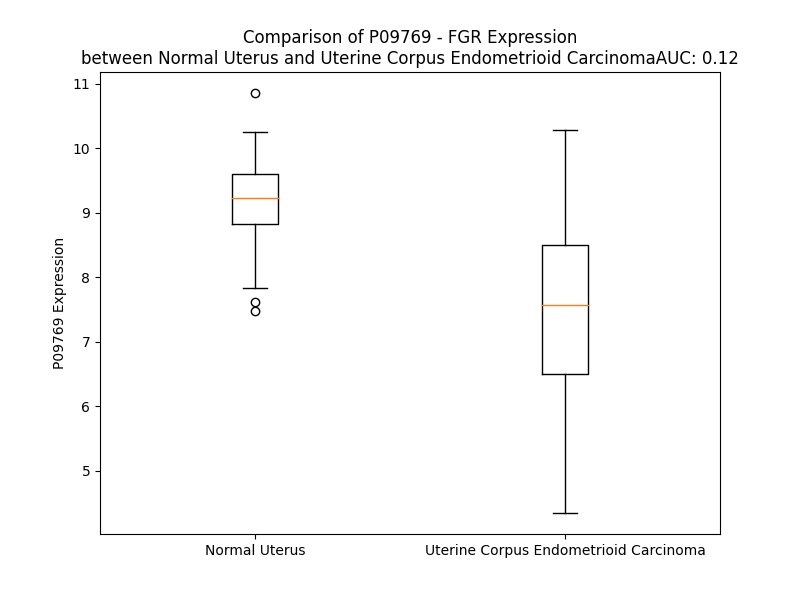 Comparison of P09769 - FGR Expression
between Normal Uterus and Uterine Corpus Endometrioid CarcinomaAUC: 0.12
11
10
9
8
7
6
5
P09769 Expression
Normal Uterus
Uterine Corpus Endometrioid Carcinoma